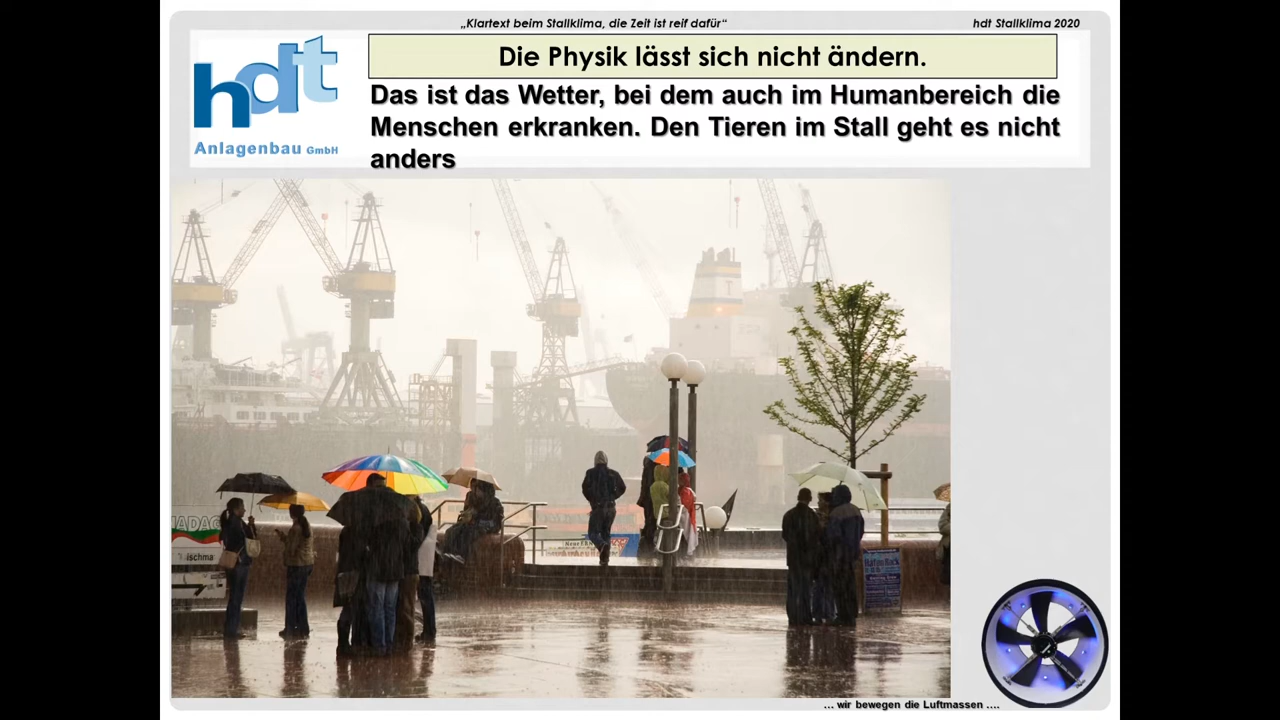 „Klartext beim Stallklima, die Zeit ist reif dafür“
hdt Stallklima 2020
hdt
Anlagenbau GmbH
Die Physik lässt sich nicht ändern.
Das ist das Wetter, bei dem auch im Humanbereich die
Menschen erkranken. Den Tieren im Stall geht es nicht
anders
ischma
... wir bewegen die Luftmassen ....